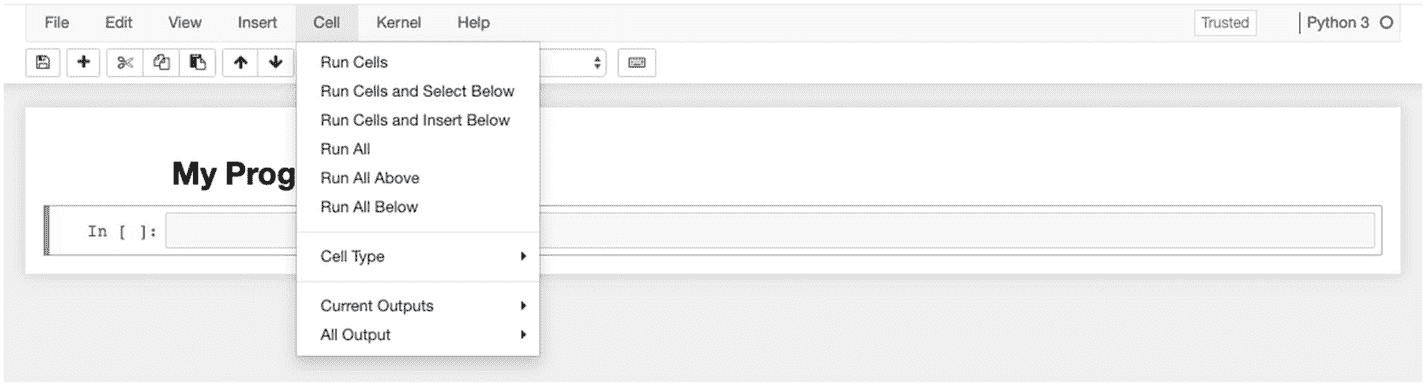 File Edit View Insert Cell Kernel Help Trusted Python 3
Run Cells
Run Cells and Select Below
Run Cells and Insert Below
Run All
My Prog
Run All Above
Run All Below
In [ ]:
Cell Type
Current Outputs
All Output